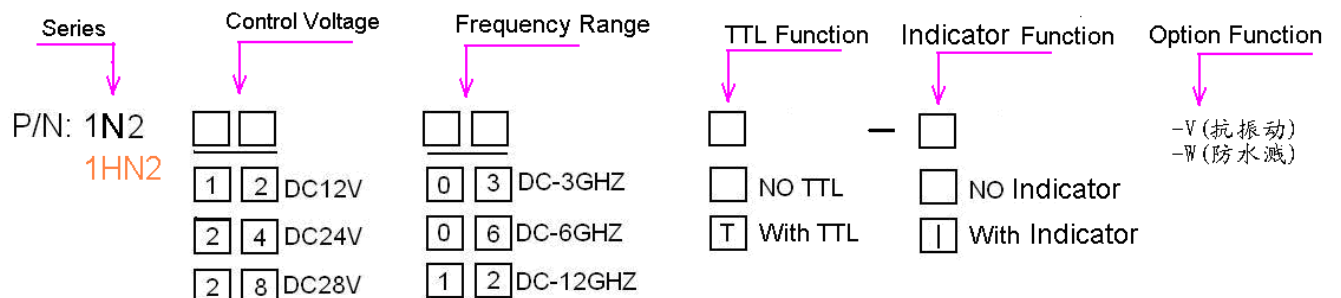 Series Control Voltage Frequency Range TTL Function Indicator Function Option Function
P/N: 1N2 — -V(抗振动)
1HN2 -W(防水溅)
1 2 DC12V 0 3 DC-3GHZ NO TTL NO Indicator
2 4 DC24V 0 6 DC-6GHZ T With TTL I With Indicator
2 8 DC28V 1 2 DC-12GHZ